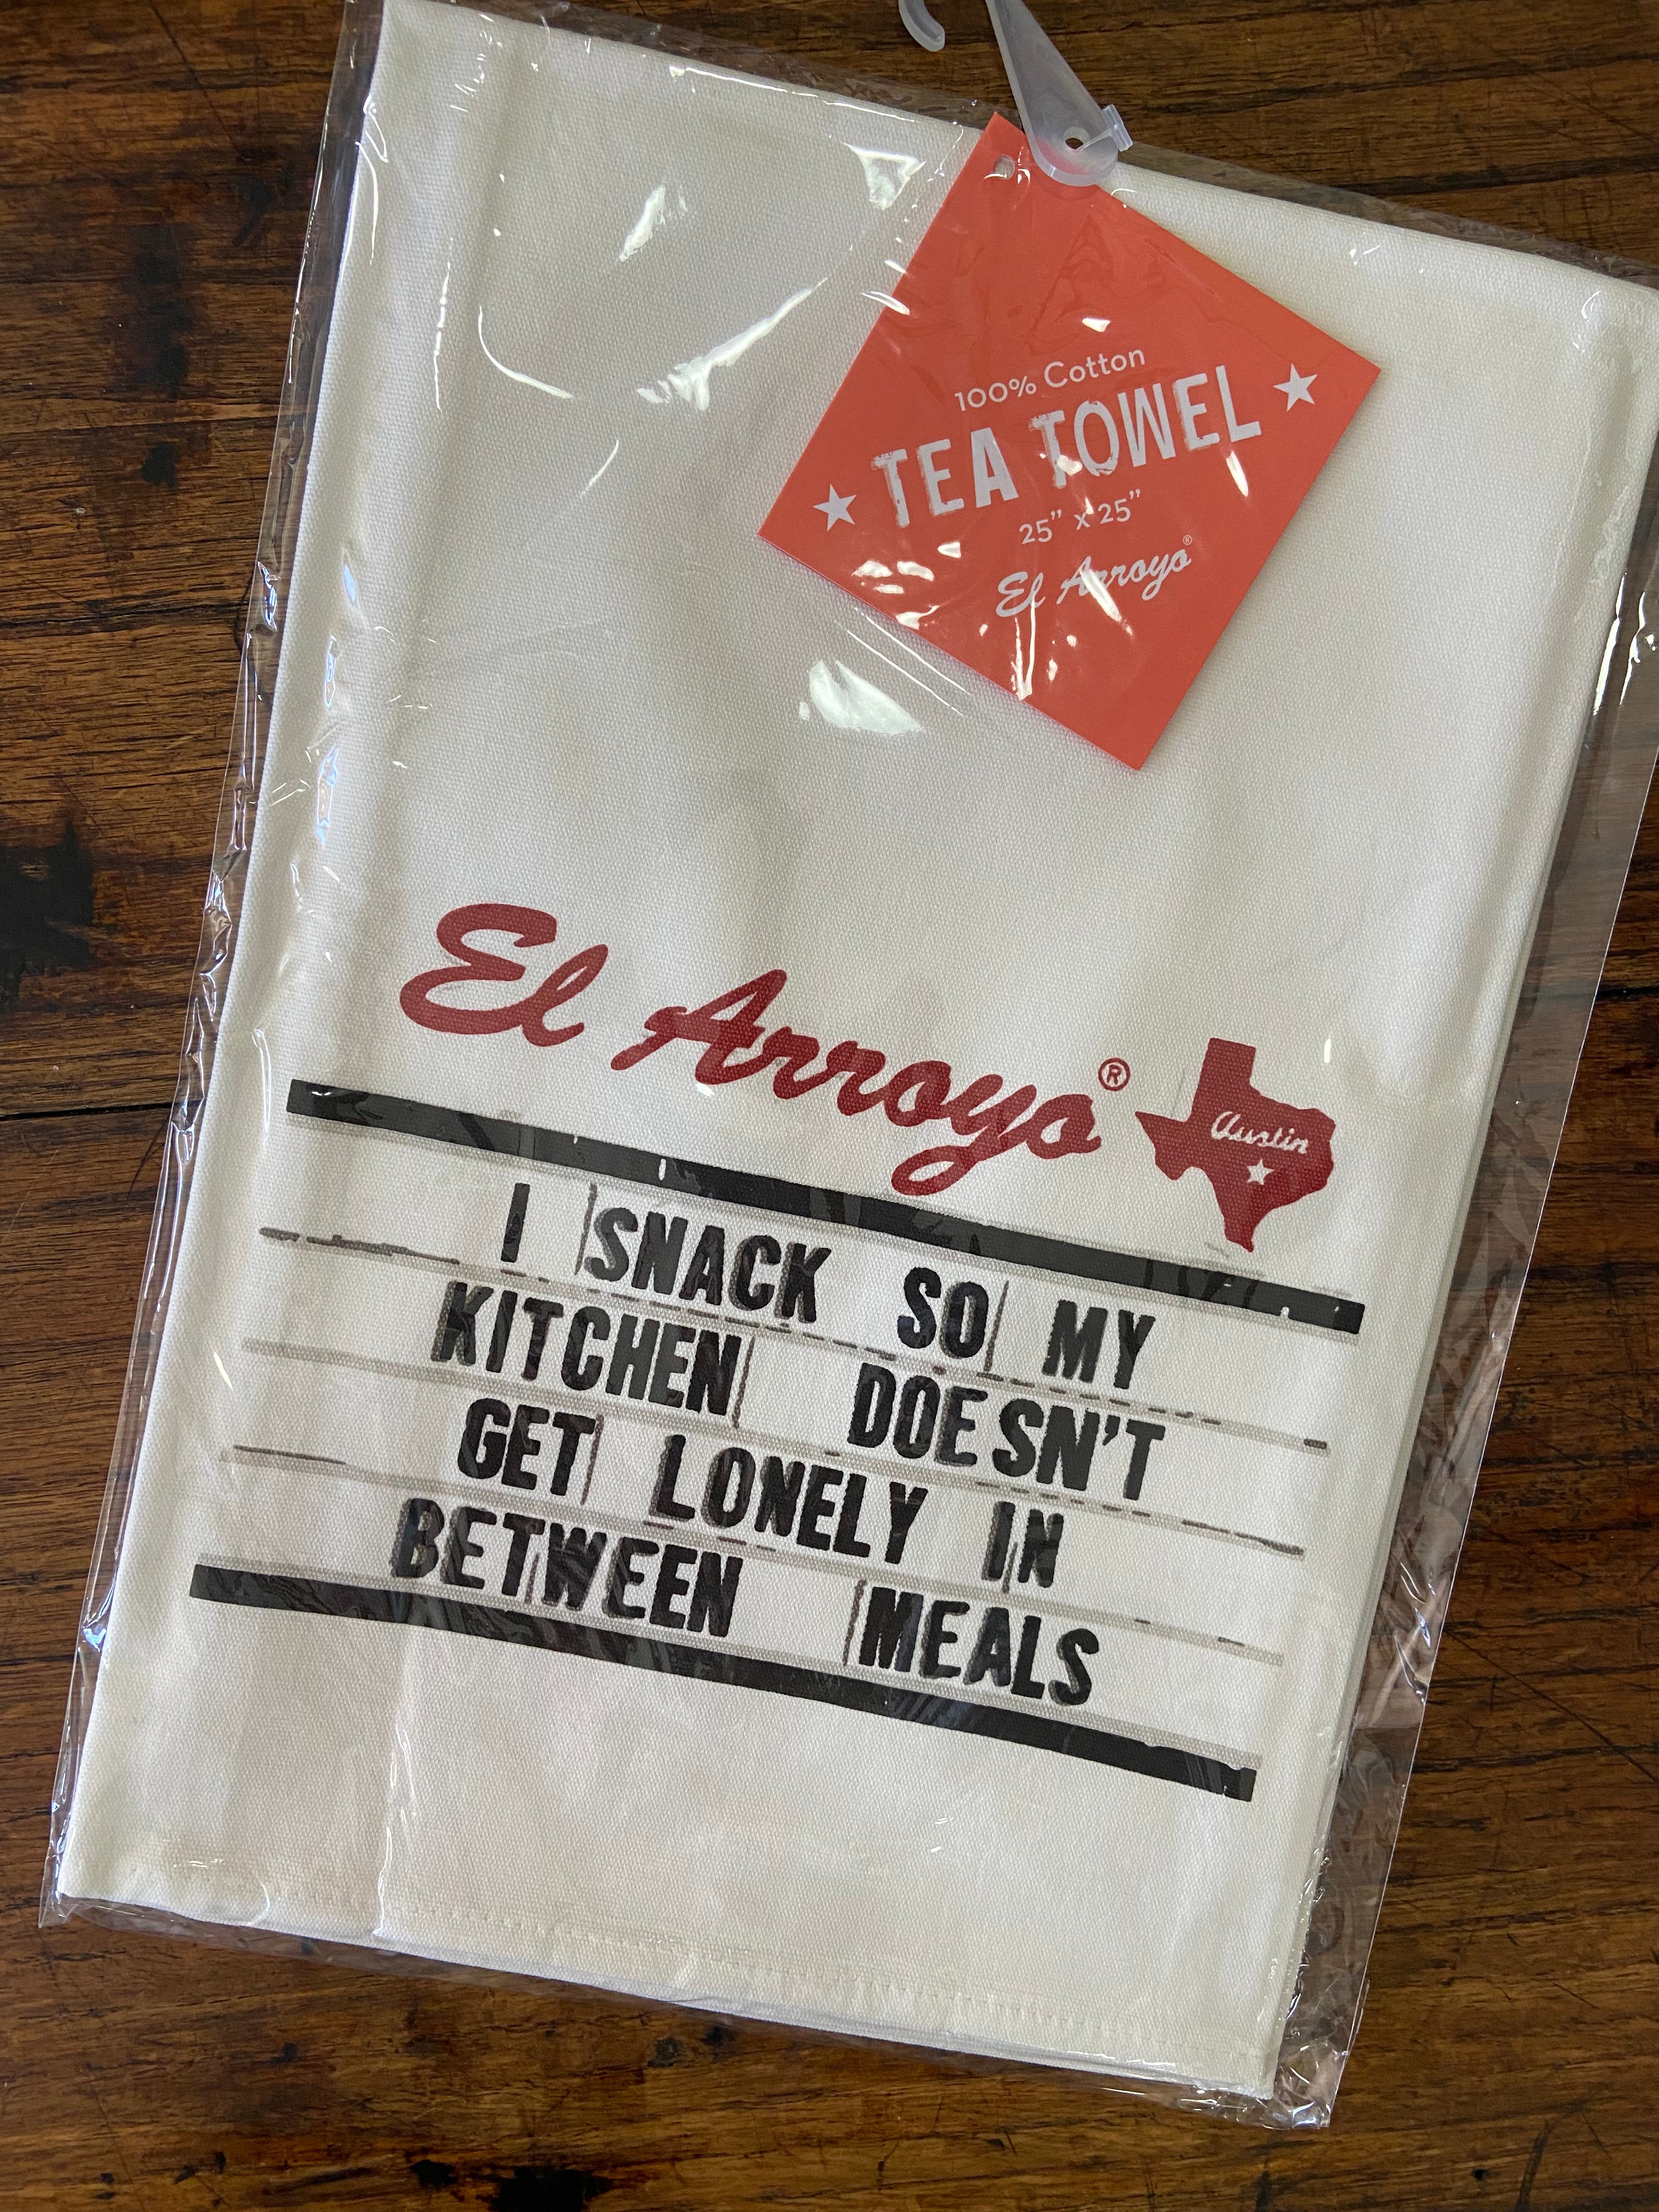 100% Cotton
TEA TOWEL
25” x 25”
El Arroyo®
El Arroyo®
Austin
I SNACK SO MY
KITCHEN DOESN'T
GET LONELY IN
BETWEEN MEALS